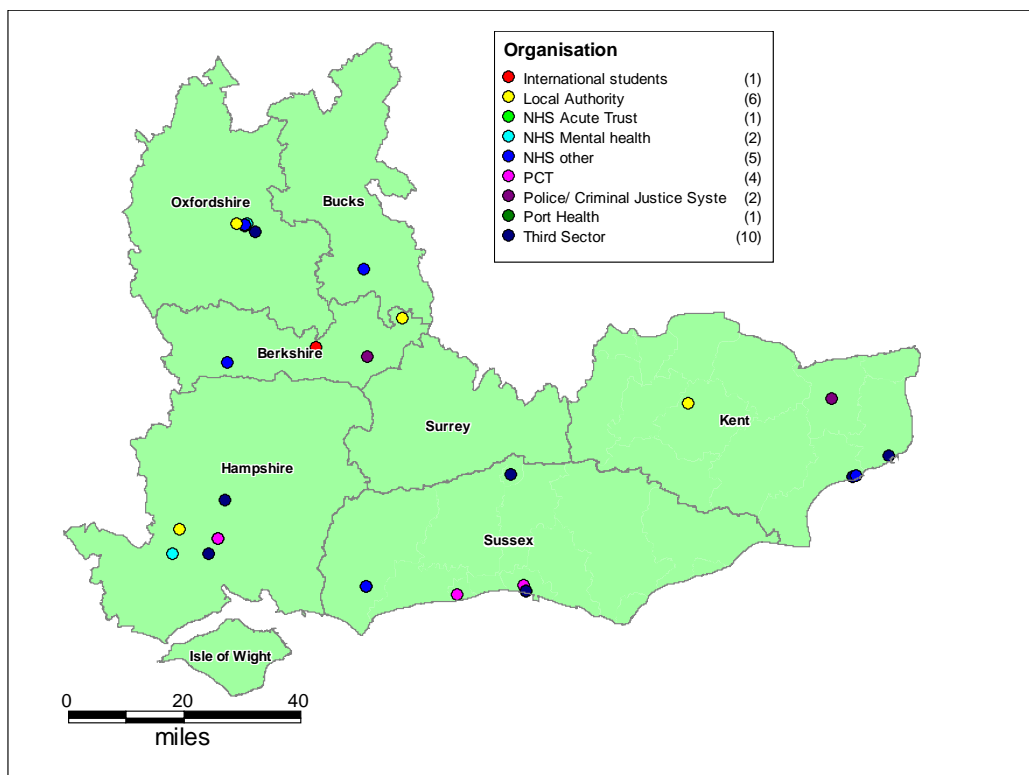 Organisation
International students (1)
Local Authority (6)
NHS Acute Trust (1)
NHS Mental health (2)
NHS other (5)
PCT (4)
Police/ Criminal Justice Syste (2)
Port Health (1)
Third Sector (10)
Oxfordshire
Bucks
Berkshire
Surrey
Kent
Hampshire
Sussex
Isle of Wight
0 20 40
miles